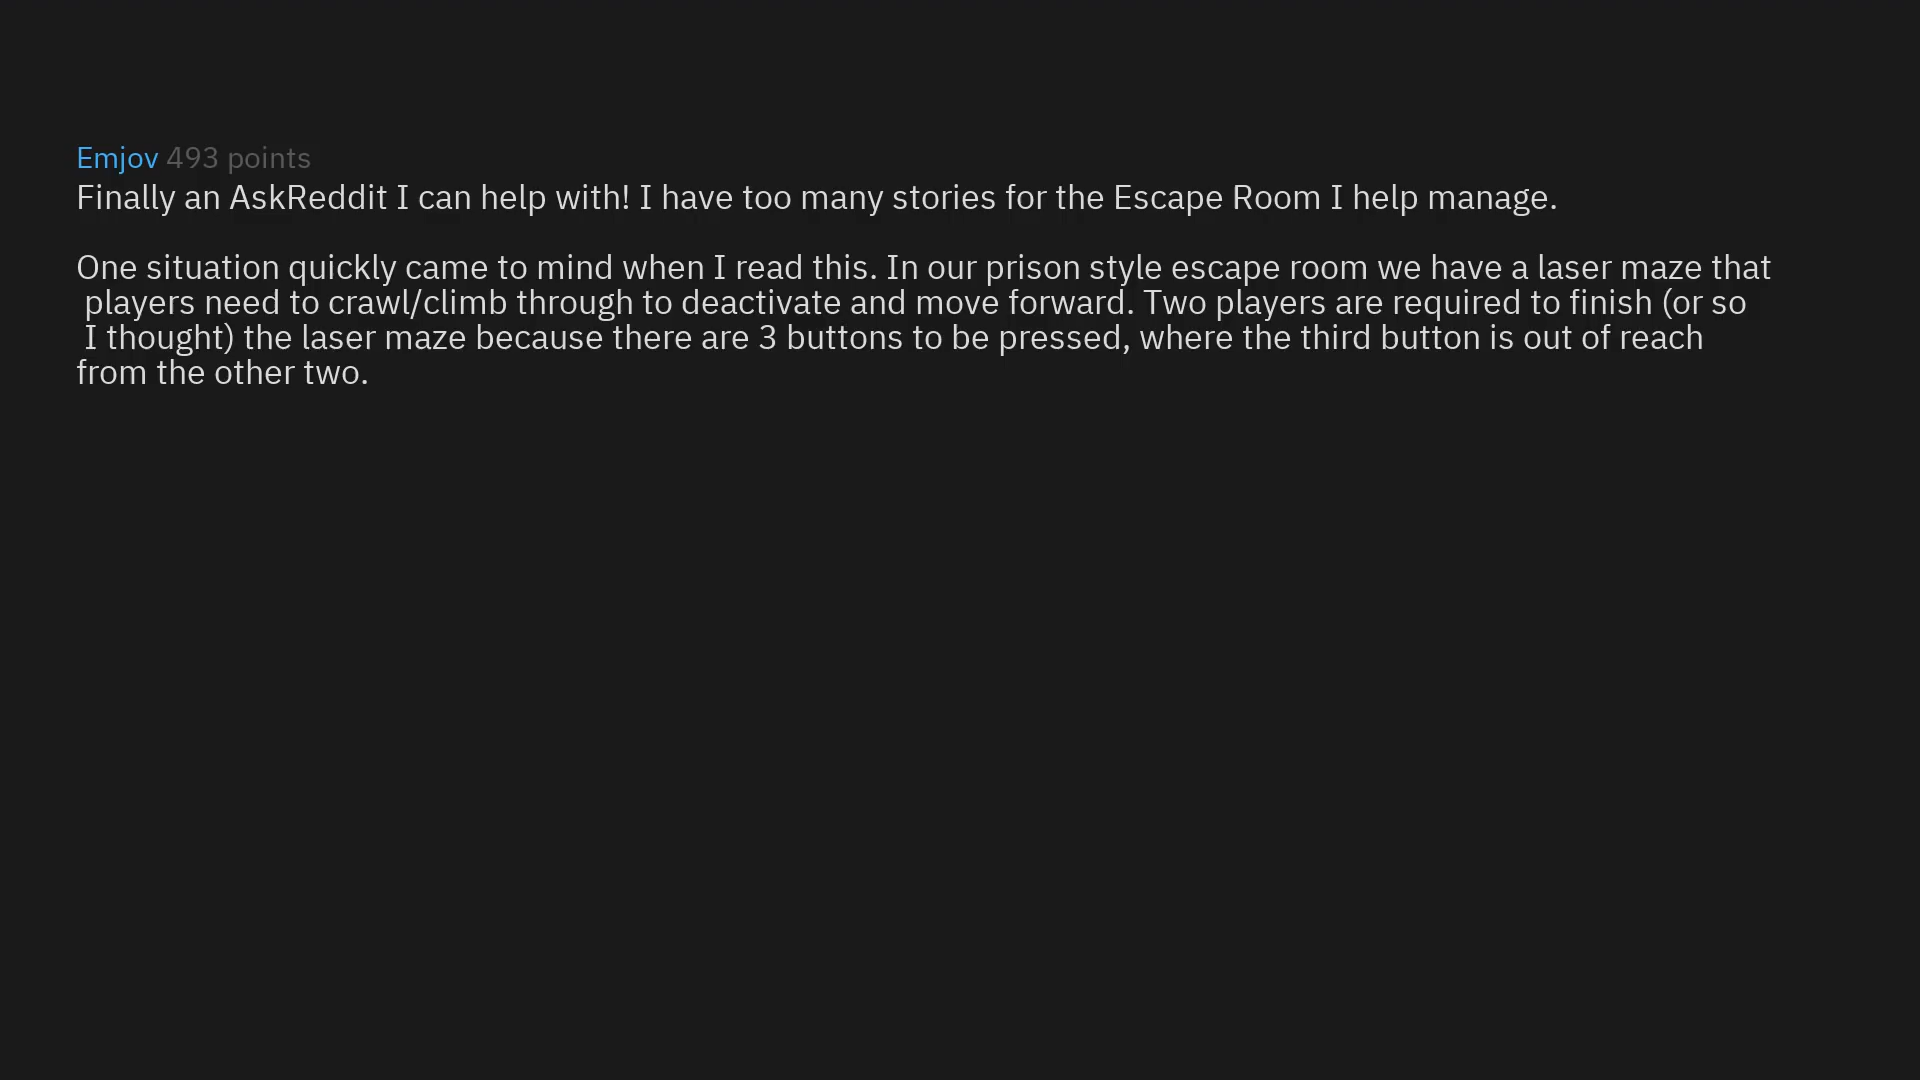 Emjov 493 points
Finally an AskReddit I can help with! I have too many stories for the Escape Room I help manage.
One situation quickly came to mind when I read this. In our prison style escape room we have a laser maze that
players need to crawl/climb through to deactivate and move forward. Two players are required to finish (or so
I thought) the laser maze because there are 3 buttons to be pressed, where the third button is out of reach
from the other two.